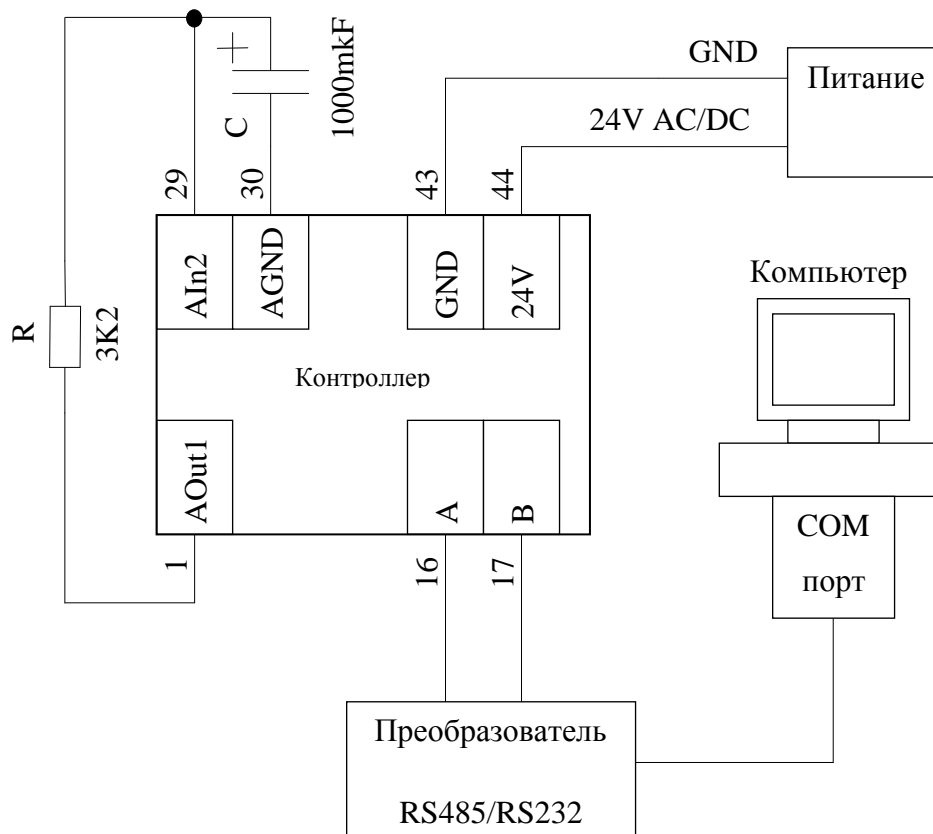 GND
Питание
24V AC/DC
+
C
1000mkF
29
30
43
44
AIn2
AGND
GND
24V
Компьютер
R
3K2
Контроллер
AOut1
A
B
COM
порт
1
16
17
Преобразователь
RS485/RS232